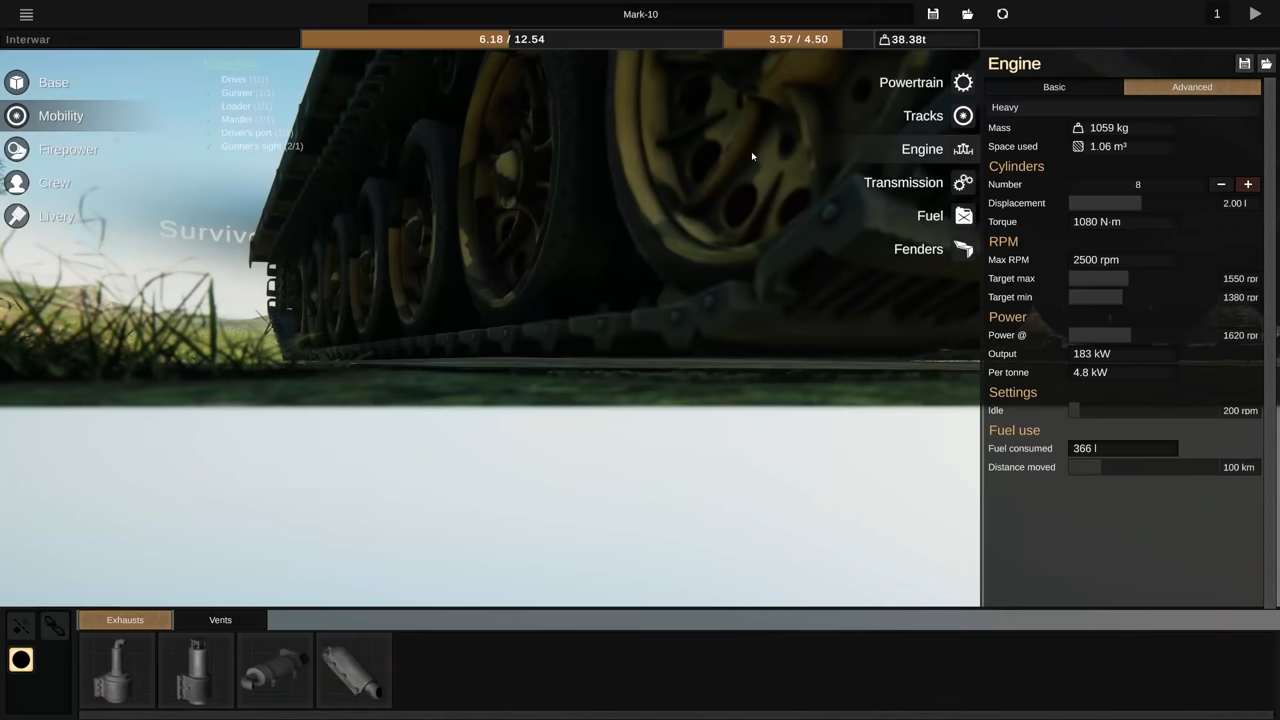 Mark-10
1
Interwar
6.18 / 12.54
3.57 / 4.50
38.38t
Base
Mobility
Firepower
Crew
Livery
Driver (1/1)
Gunner (1/1)
Loader (1/1)
Mantlet (1/1)
Driver's port (1/1)
Gunner's sight (2/1)
Powertrain
Tracks
Engine
Transmission
Fuel
Fenders
Engine
Basic
Advanced
Heavy
Mass 1059 kg
Space used 1.06 m³
Cylinders
Number 8 - +
Displacement 2.00 l
Torque 1080 N·m
RPM
Max RPM 2500 rpm
Target max 1550 rpr
Target min 1380 rpr
Power
Power @ 1620 rpr
Output 183 kW
Per tonne 4.8 kW
Settings
Idle 200 rpm
Fuel use
Fuel consumed 366 l
Distance moved 100 km
Exhausts
Vents